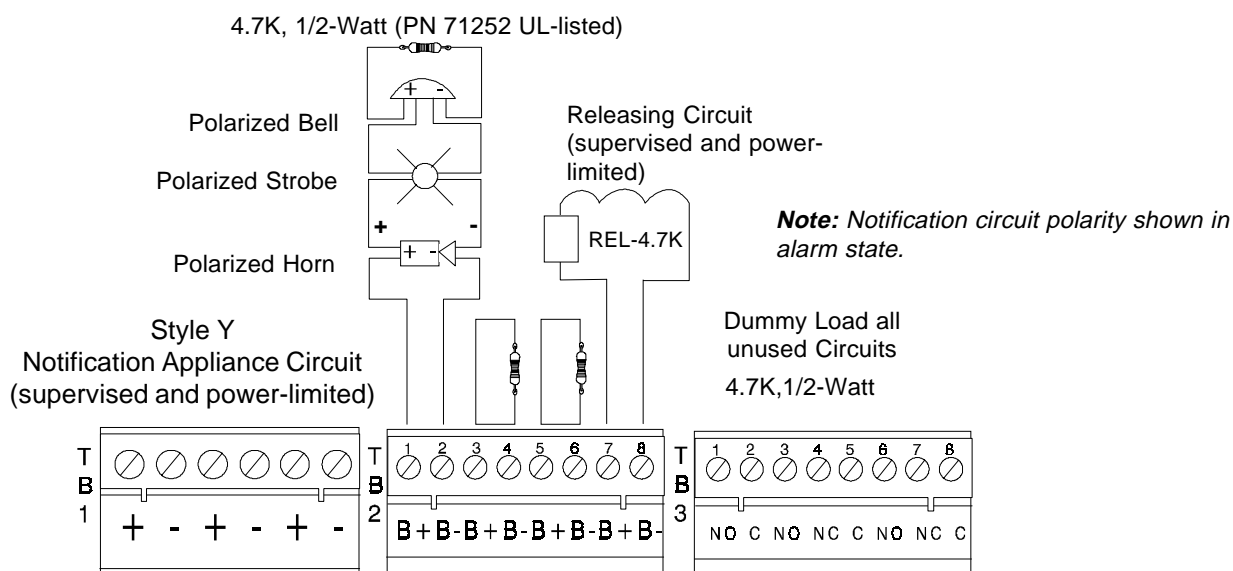 4.7K, 1/2-Watt (PN 71252 UL-listed)
+ -
Polarized Bell
Releasing Circuit
(supervised and power-
limited)
Polarized Strobe
+ -
REL-4.7K
Note: Notification circuit polarity shown in
alarm state.
+ -
Polarized Horn
Style Y
Notification Appliance Circuit
(supervised and power-limited)
Dummy Load all
unused Circuits
4.7K,1/2-Watt
TB1
+ - + - + -
TB2
1 2 3 4 5 6 7 8
B+ B- B+ B- B+ B- B+ B-
TB3
1 2 3 4 5 6 7 8
NO C NO NC C NO NC C